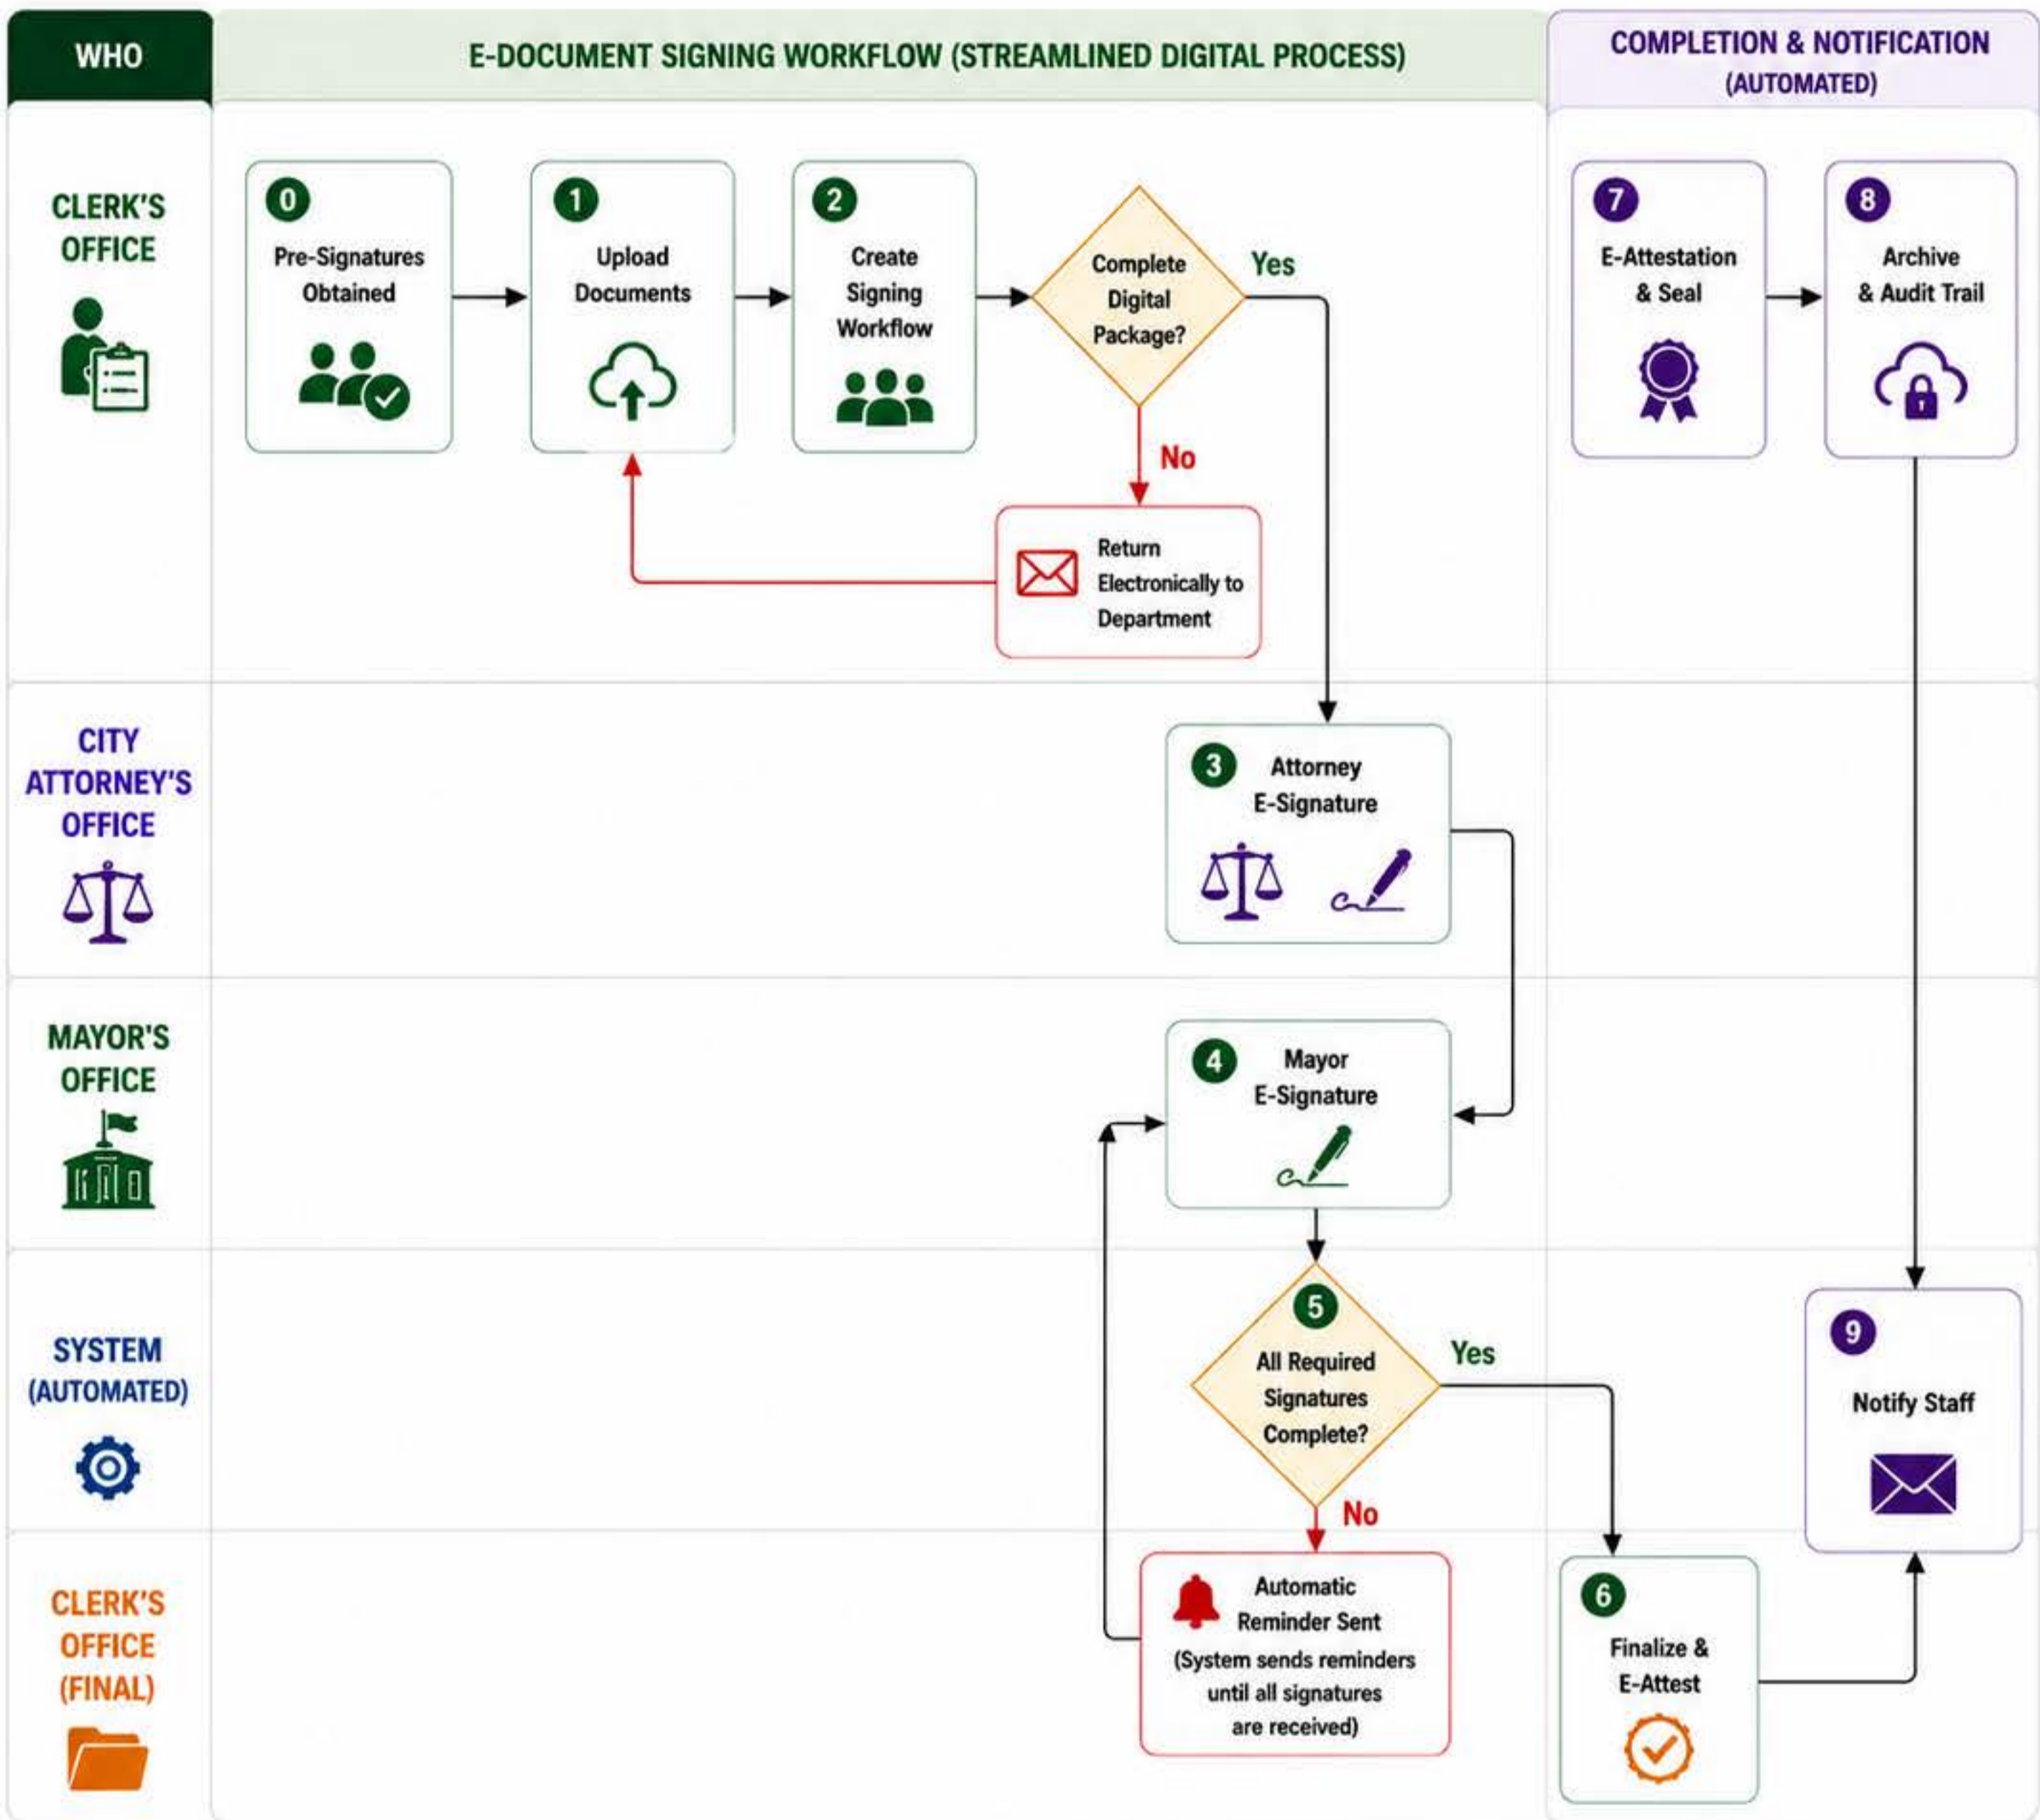 WHO
E-DOCUMENT SIGNING WORKFLOW (STREAMLINED DIGITAL PROCESS)
COMPLETION & NOTIFICATION
(AUTOMATED)
CLERK'S
OFFICE
0
Pre-Signatures
Obtained
1
Upload
Documents
2
Create
Signing
Workflow
Complete
Digital
Package?
Yes
No
Return
Electronically to
Department
7
E-Attestation
& Seal
8
Archive
& Audit Trail
CITY
ATTORNEY'S
OFFICE
3
Attorney
E-Signature
MAYOR'S
OFFICE
4
Mayor
E-Signature
SYSTEM
(AUTOMATED)
5
All Required
Signatures
Complete?
Yes
No
9
Notify Staff
CLERK'S
OFFICE
(FINAL)
Automatic
Reminder Sent
(System sends reminders
until all signatures
are received)
6
Finalize &
E-Attest